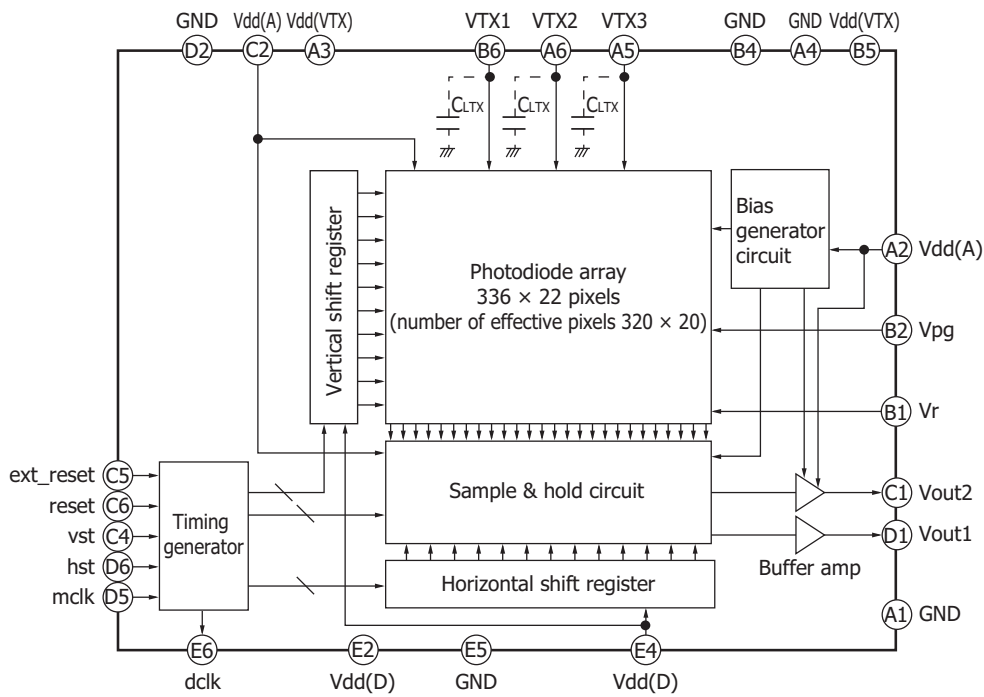 GND Vdd(A) Vdd(VTX) VTX1 VTX2 VTX3 GND GND Vdd(VTX)
D2 C2 A3 B6 A6 A5 B4 A4 B5
CLTX CLTX CLTX
Vertical shift register
Photodiode array
336 × 22 pixels
(number of effective pixels 320 × 20)
Bias
generator
circuit
A2 Vdd(A)
B2 Vpg
B1 Vr
ext_reset C5
reset C6
vst C4
hst D6
mclk D5
Timing
generator
Sample & hold circuit
C1 Vout2
D1 Vout1
Buffer amp
Horizontal shift register
A1 GND
E6 E2 E5 E4
dclk Vdd(D) GND Vdd(D)